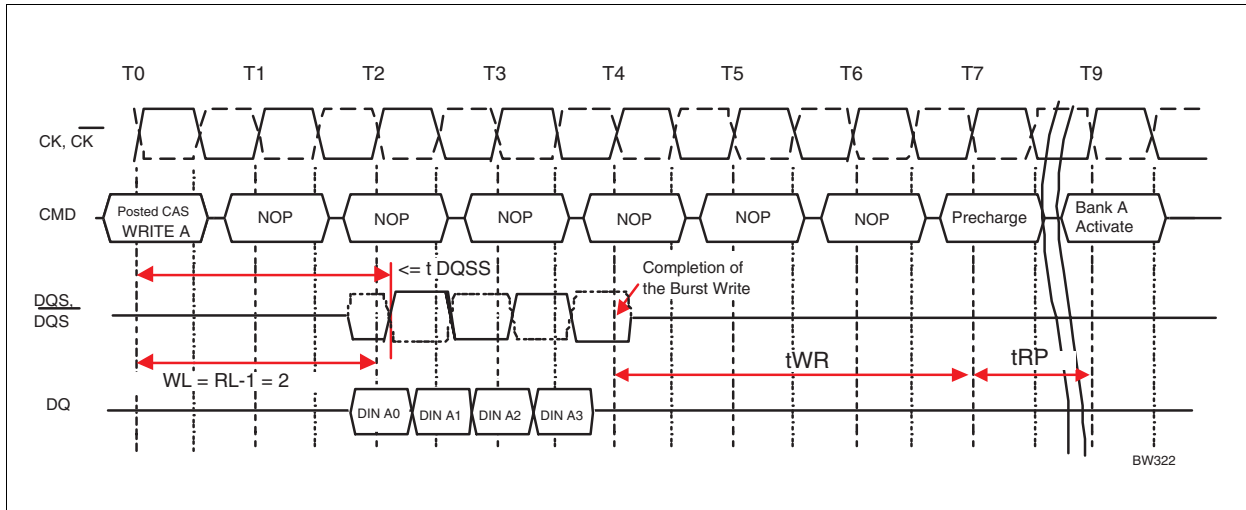 T0 T1 T2 T3 T4 T5 T6 T7 T9
CK, CK
CMD
Posted CAS
WRITE A
NOP
NOP
NOP
NOP
NOP
NOP
Precharge
Bank A
Activate
<= t DQSS
Completion of
the Burst Write
DQS,
DQS
WL = RL-1 = 2
tWR
tRP
DQ
DIN A0
DIN A1
DIN A2
DIN A3
BW322